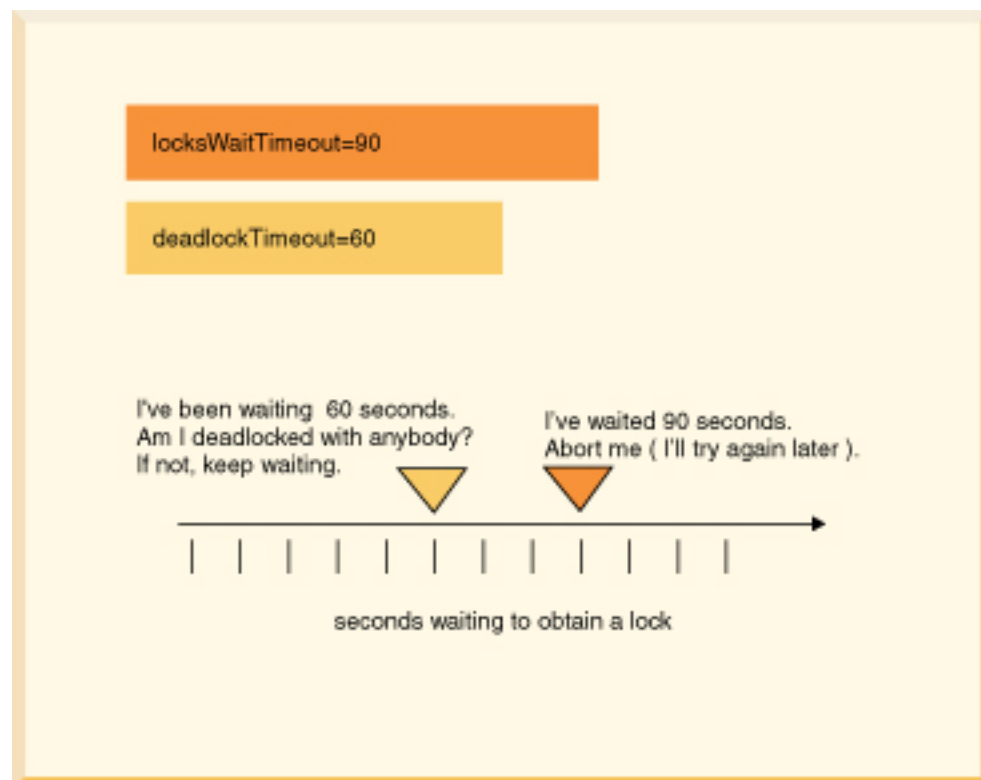 locksWaitTimeout=90
deadlockTimeout=60
I've been waiting  60 seconds.
Am I deadlocked with anybody?
If not, keep waiting.
I've waited 90 seconds.
Abort me ( I'll try again later ).
seconds waiting to obtain a lock